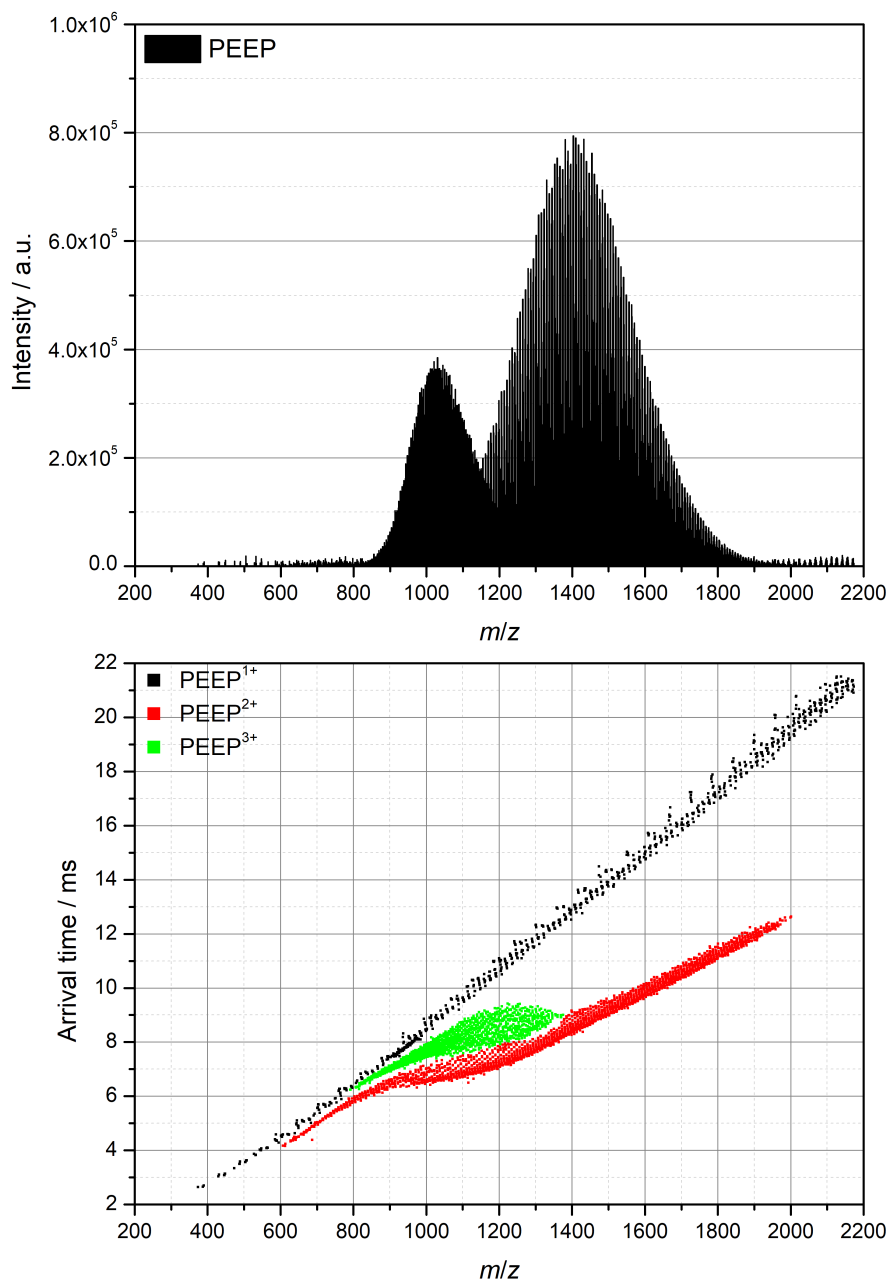 1.0x10⁶
PEEP
8.0x10⁵
6.0x10⁵
Intensity / a.u.
4.0x10⁵
2.0x10⁵
0.0
200 400 600 800 1000 1200 1400 1600 1800 2000 2200
m/z
22
PEEP¹⁺
20
PEEP²⁺
PEEP³⁺
18
16
14
Arrival time / ms
12
10
8
6
4
2
200 400 600 800 1000 1200 1400 1600 1800 2000 2200
m/z